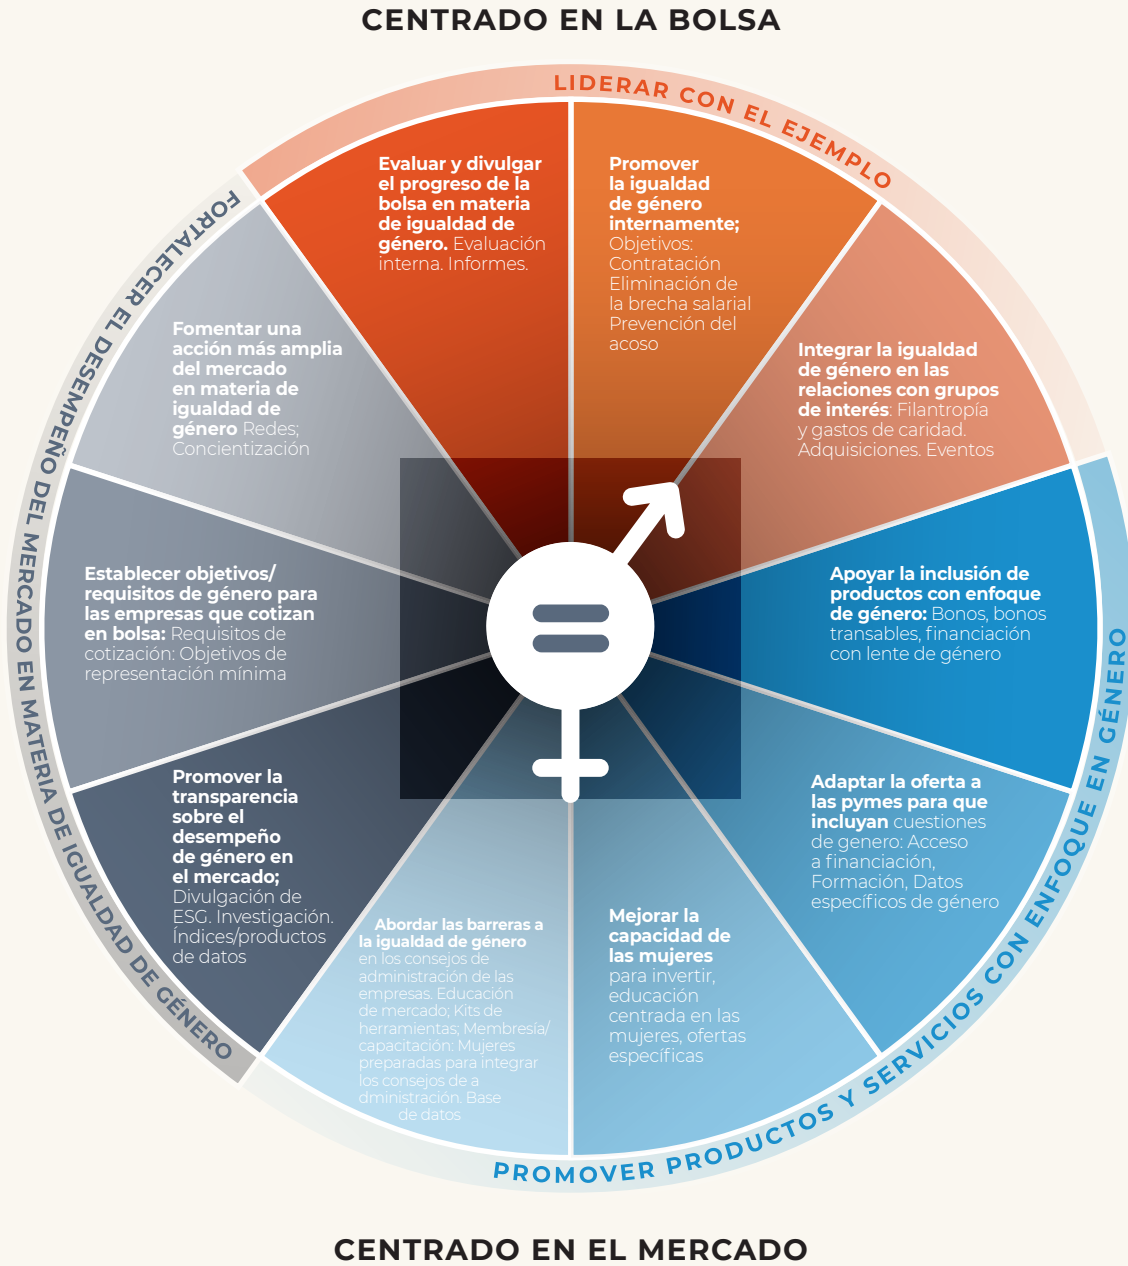 CENTRADO EN LA BOLSA
LIDERAR CON EL EJEMPLO
Evaluar y divulgar
el progreso de la
bolsa en materia
de igualdad de
género. Evaluación
interna. Informes.
Promover
la igualdad
de género
internamente;
Objetivos:
Contratación
Eliminación de
la brecha salarial
Prevención del
acoso
Integrar la igualdad
de género en las
relaciones con grupos
de interés: Filantropía
y gastos de caridad.
Adquisiciones. Eventos
PROMOVER PRODUCTOS Y SERVICIOS CON ENFOQUE EN GÉNERO
Apoyar la inclusión de
productos con enfoque
de género: Bonos, bonos
transables, financiación
con lente de género
Adaptar la oferta a
las pymes para que
incluyan cuestiones
de genero: Acceso
a financiación,
Formación, Datos
específicos de género
Mejorar la
capacidad de
las mujeres
para invertir,
educación
centrada en las
mujeres, ofertas
específicas
Abordar las barreras a
la igualdad de género
en los consejos de
administración de las
empresas. Educación
de mercado; Kits de
herramientas; Membresía/
capacitación: Mujeres
preparadas para integrar
los consejos de a
dministración. Base
de datos
FORTALECER EL DESEMPEÑO DEL MERCADO EN MATERIA DE IGUALDAD DE GÉNERO
Promover la
transparencia
sobre el
desempeño
de género en
el mercado;
Divulgación de
ESG. Investigación.
Índices/productos
de datos
Establecer objetivos/
requisitos de género para
las empresas que cotizan
en bolsa: Requisitos de
cotización: Objetivos de
representación mínima
Fomentar una
acción más amplia
del mercado
en materia de
igualdad de
género Redes;
Concientización
CENTRADO EN EL MERCADO